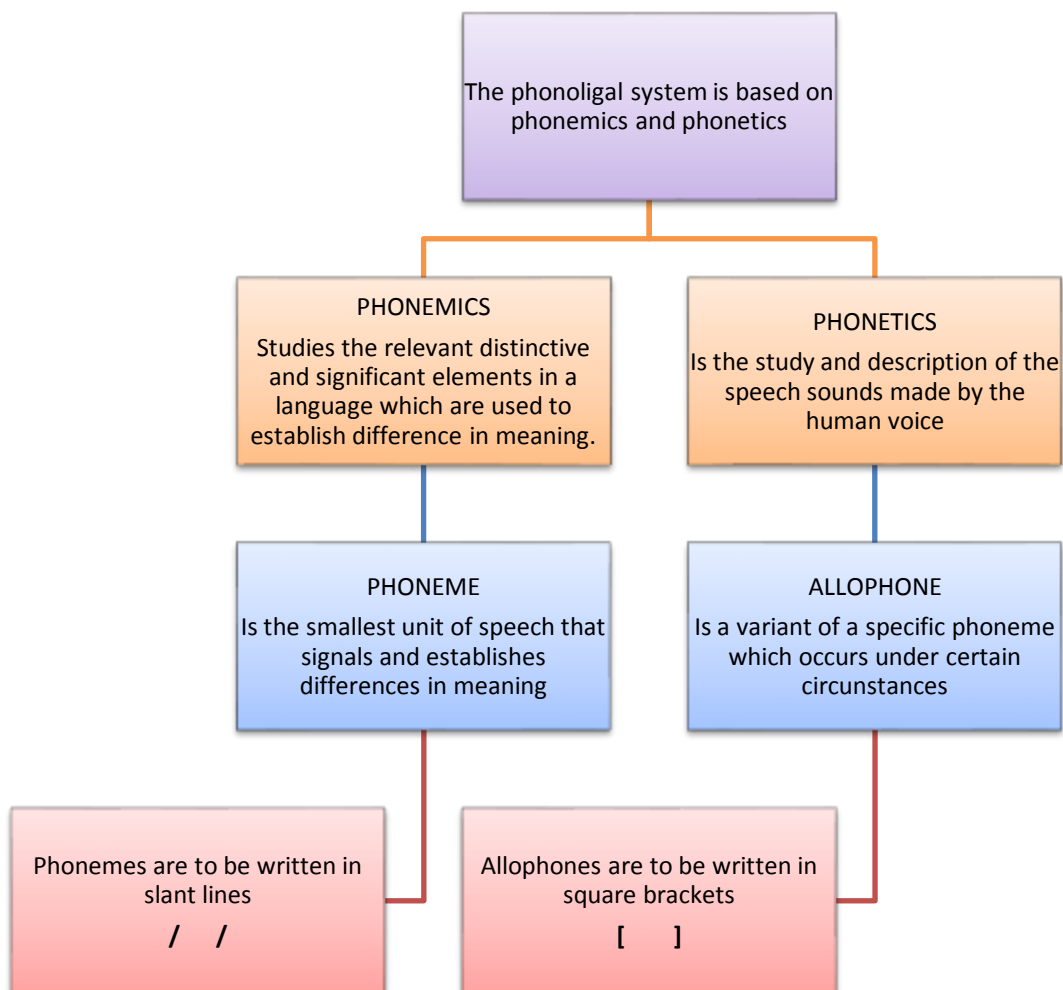 The phonoligal system is based on
phonemics and phonetics
PHONEMICS
Studies the relevant distinctive
and significant elements in a
language which are used to
establish difference in meaning.
PHONETICS
Is the study and description of the
speech sounds made by the
human voice
PHONEME
Is the smallest unit of speech that
signals and establishes
differences in meaning
ALLOPHONE
Is a variant of a specific phoneme
which occurs under certain
circunstances
Phonemes are to be written in
slant lines
/ /
Allophones are to be written in
square brackets
[ ]